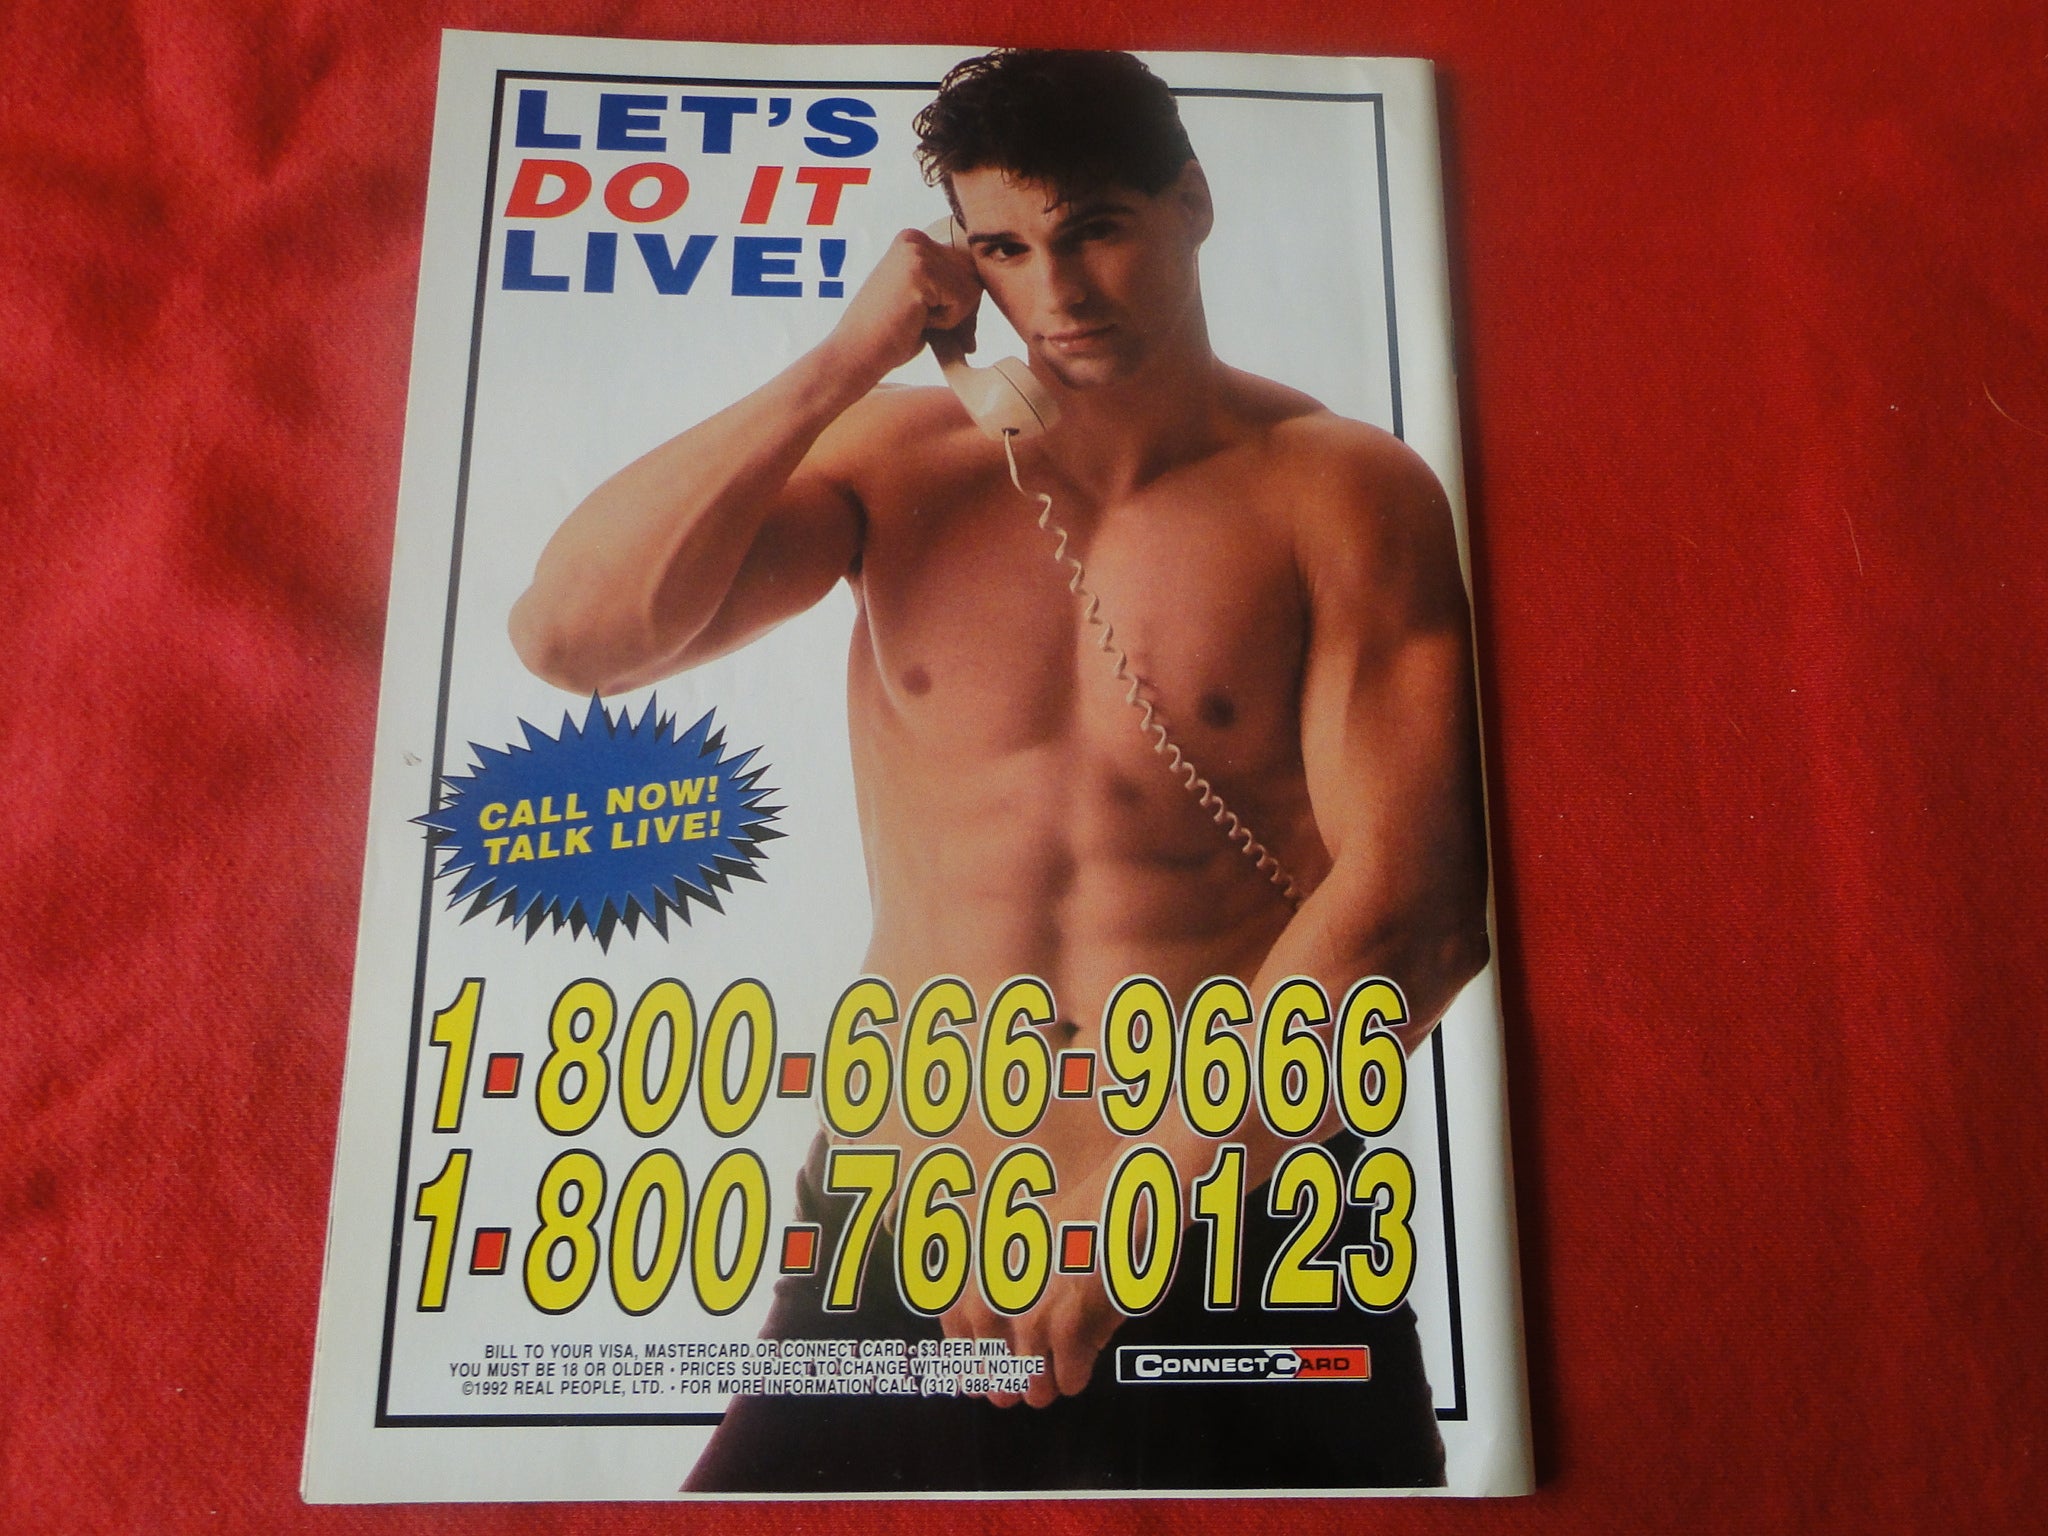 LET'S
DO IT
LIVE!
CALL NOW!
TALK LIVE!
1-800-666-9666
1-800-766-0123
BILL TO YOUR VISA, MASTERCARD OR CONNECT CARD • $3 PER MIN.
YOU MUST BE 18 OR OLDER • PRICES SUBJECT TO CHANGE WITHOUT NOTICE
©1992 REAL PEOPLE, LTD. • FOR MORE INFORMATION CALL (312) 988-7464
CONNECTCARD